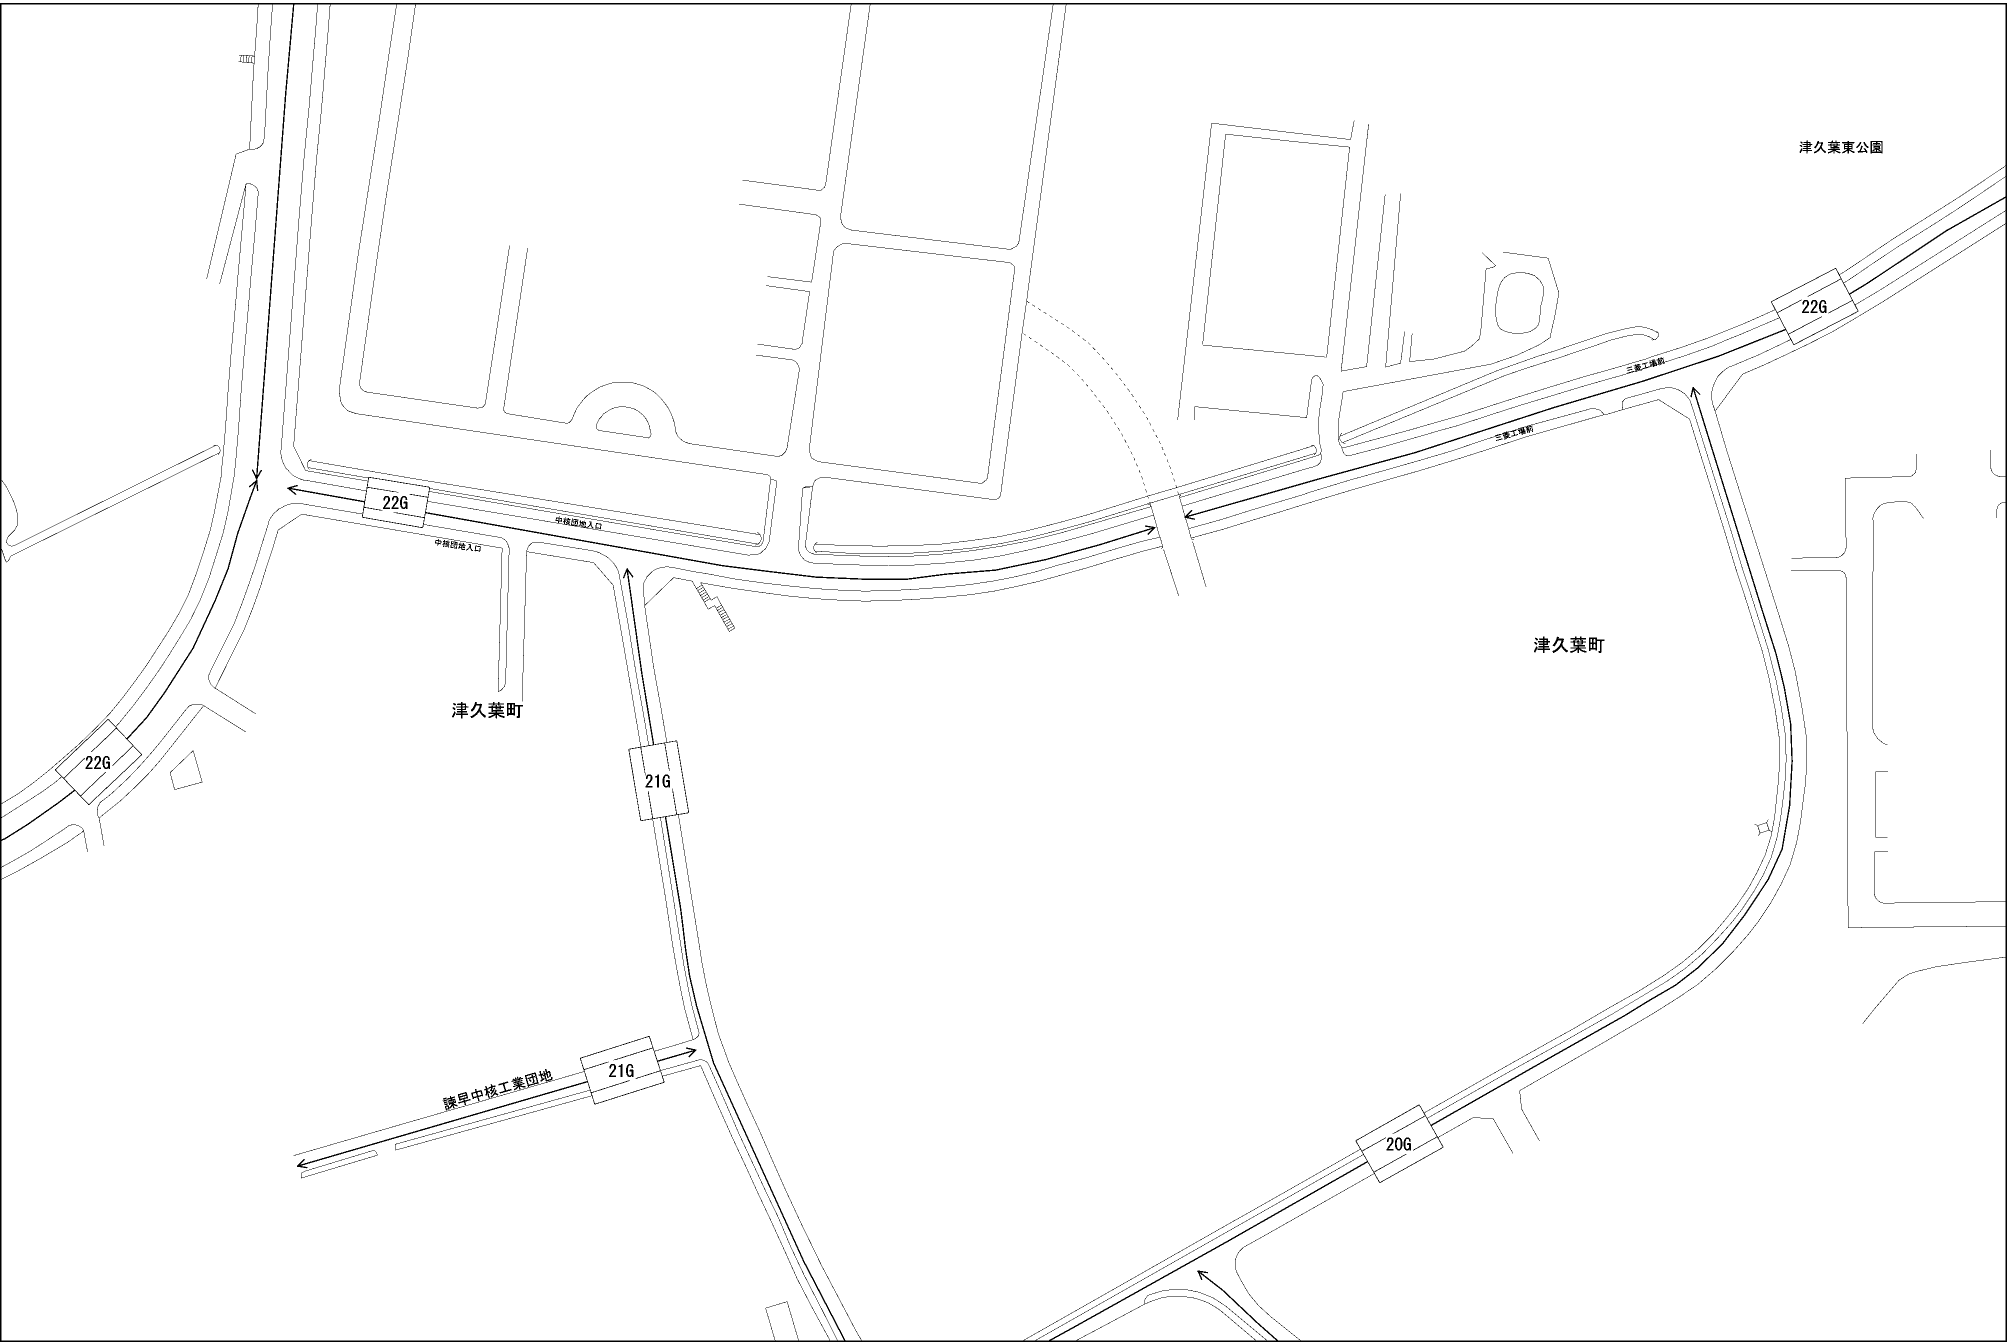 津久葉東公園
22G
三菱工場前
三菱工場前
22G
中核団地入口
中核団地入口
津久葉町
津久葉町
22G
21G
21G
諫早中核工業団地
20G